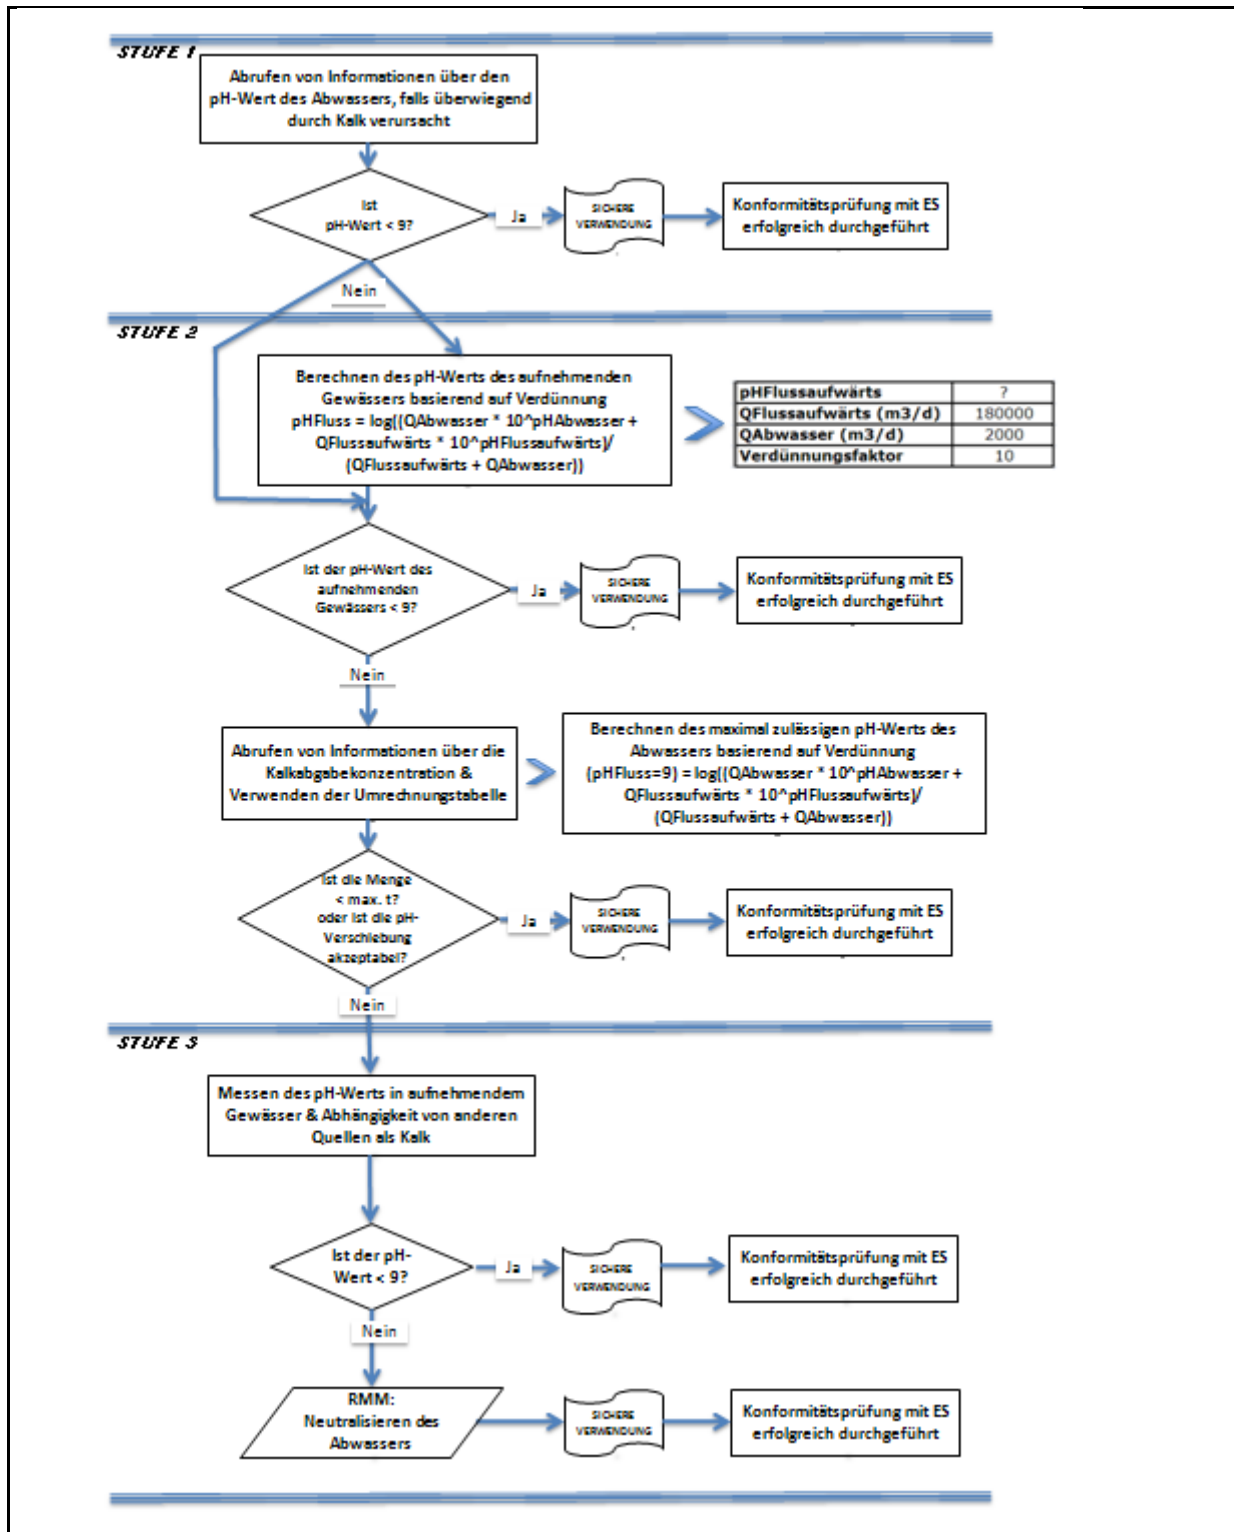 STUFE 1
Abrufen von Informationen über den
pH-Wert des Abwassers, falls überwiegend
durch Kalk verursacht
Ist
pH-Wert < 9?
Ja
SICHERE
VERWENDUNG
Konformitätsprüfung mit ES
erfolgreich durchgeführt
Nein
STUFE 2
Berechnen des pH-Werts des aufnehmenden
Gewässers basierend auf Verdünnung
pHFluss = log((QAbwasser * 10^pHAbwasser +
QFlussaufwärts * 10^pHFlussaufwärts)/
(QFlussaufwärts + QAbwasser))
pHFlussaufwärts ?
QFlussaufwärts (m3/d) 180000
QAbwasser (m3/d) 2000
Verdünnungsfaktor 10
Ist der pH-Wert des
aufnehmenden
Gewässers < 9?
Ja
SICHERE
VERWENDUNG
Konformitätsprüfung mit ES
erfolgreich durchgeführt
Nein
Abrufen von Informationen über die
Kalkabgabekonzentration &
Verwenden der Umrechnungstabelle
Berechnen des maximal zulässigen pH-Werts des
Abwassers basierend auf Verdünnung
(pHFluss=9) = log((QAbwasser * 10^pHAbwasser +
QFlussaufwärts * 10^pHFlussaufwärts)/
(QFlussaufwärts + QAbwasser))
Ist die Menge
< max. t?
oder ist die pH-
Verschiebung
akzeptabel?
Ja
SICHERE
VERWENDUNG
Konformitätsprüfung mit ES
erfolgreich durchgeführt
Nein
STUFE 3
Messen des pH-Werts in aufnehmendem
Gewässer & Abhängigkeit von anderen
Quellen als Kalk
Ist der pH-
Wert < 9?
Ja
SICHERE
VERWENDUNG
Konformitätsprüfung mit ES
erfolgreich durchgeführt
Nein
RMM:
Neutralisieren des
Abwassers
SICHERE
VERWENDUNG
Konformitätsprüfung mit ES
erfolgreich durchgeführt